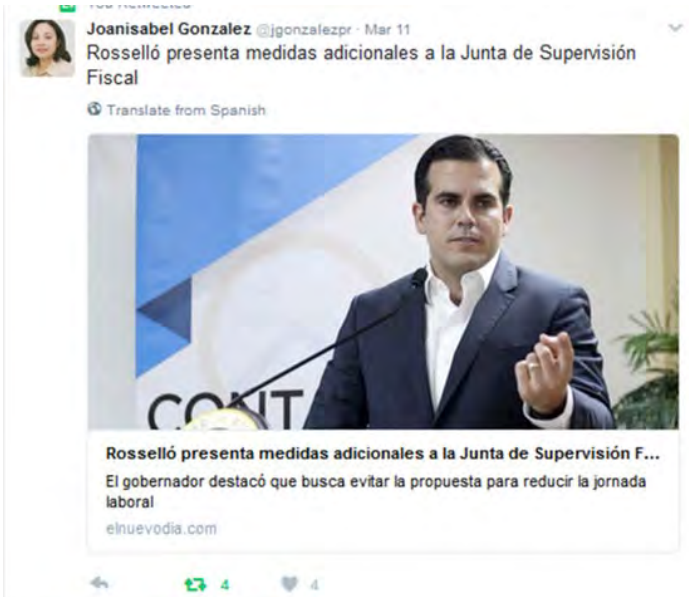 You Retweeted
Joanisabel Gonzalez @jgonzalezpr · Mar 11
Rosselló presenta medidas adicionales a la Junta de Supervisión
Fiscal
Translate from Spanish
CONT
Rosselló presenta medidas adicionales a la Junta de Supervisión F...
El gobernador destacó que busca evitar la propuesta para reducir la jornada
laboral
elnuevodia.com
4 4